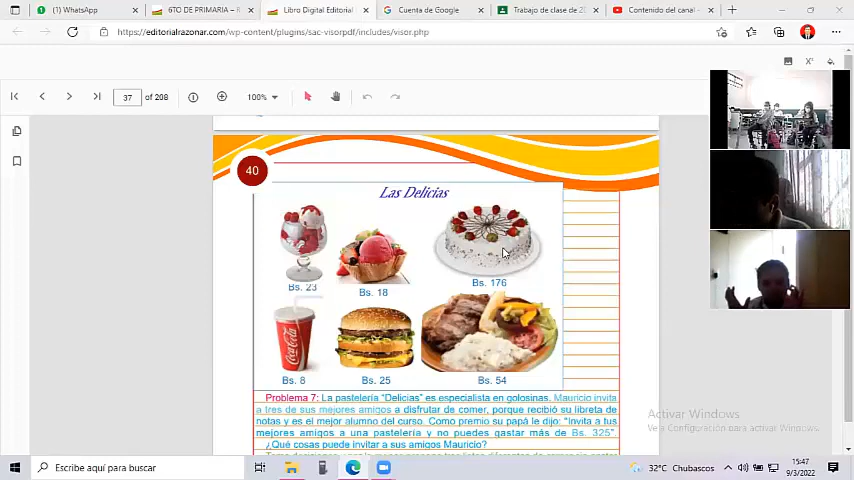 (1) WhatsApp
6TO DE PRIMARIA – R
Libro Digital Editorial
Cuenta de Google
Trabajo de clase de 2
Contenido del canal -
https://editorialrazonar.com/wp-content/plugins/sac-visorpdf/includes/visor.php
37 of 208
100%
40
Las Delicias
Bs. 23
Bs. 18
Bs. 176
Coca-Cola
Bs. 8
Bs. 25
Bs. 54
Problema 7: La pastelería "Delicias" es especialista en golosinas. Mauricio invita
a tres de sus mejores amigos a disfrutar de comer, porque recibió su libreta de
notas y es el mejor alumno del curso. Como premio su papá le dijo: "Invita a tus
mejores amigos a una pastelería y no puedes gastar más de Bs. 325".
¿Qué cosas puede invitar a sus amigos Mauricio?
Activar Windows
Ve a Configuración para activar Windows.
Escribe aquí para buscar
32°C Chubascos
15:47
9/3/2022